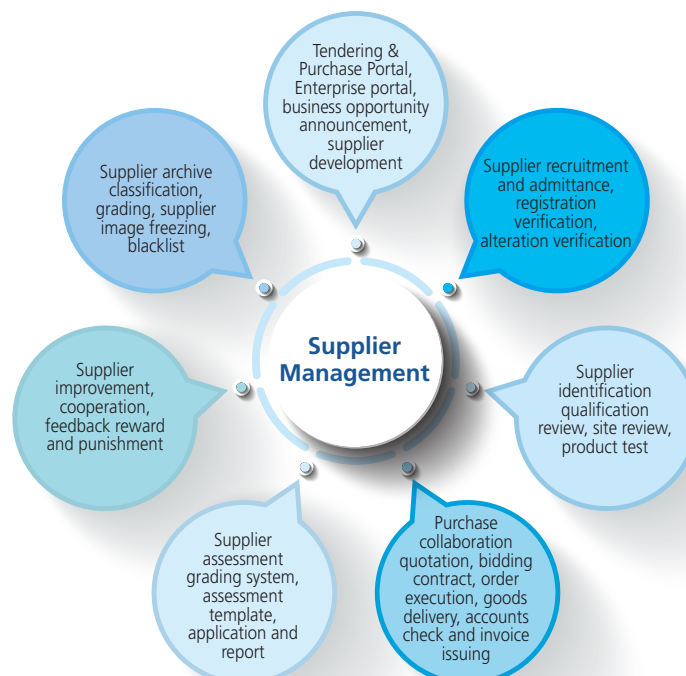 Tendering &
Purchase Portal,
Enterprise portal,
business opportunity
announcement,
supplier
development
Supplier recruitment
and admittance,
registration
verification,
alteration verification
Supplier
identification
qualification
review, site review,
product test
Purchase
collaboration
quotation, bidding
contract, order
execution, goods
delivery, accounts
check and invoice
issuing
Supplier
assessment
grading system,
assessment
template,
application and
report
Supplier
improvement,
cooperation,
feedback reward
and punishment
Supplier archive
classification,
grading, supplier
image freezing,
blacklist
Supplier
Management